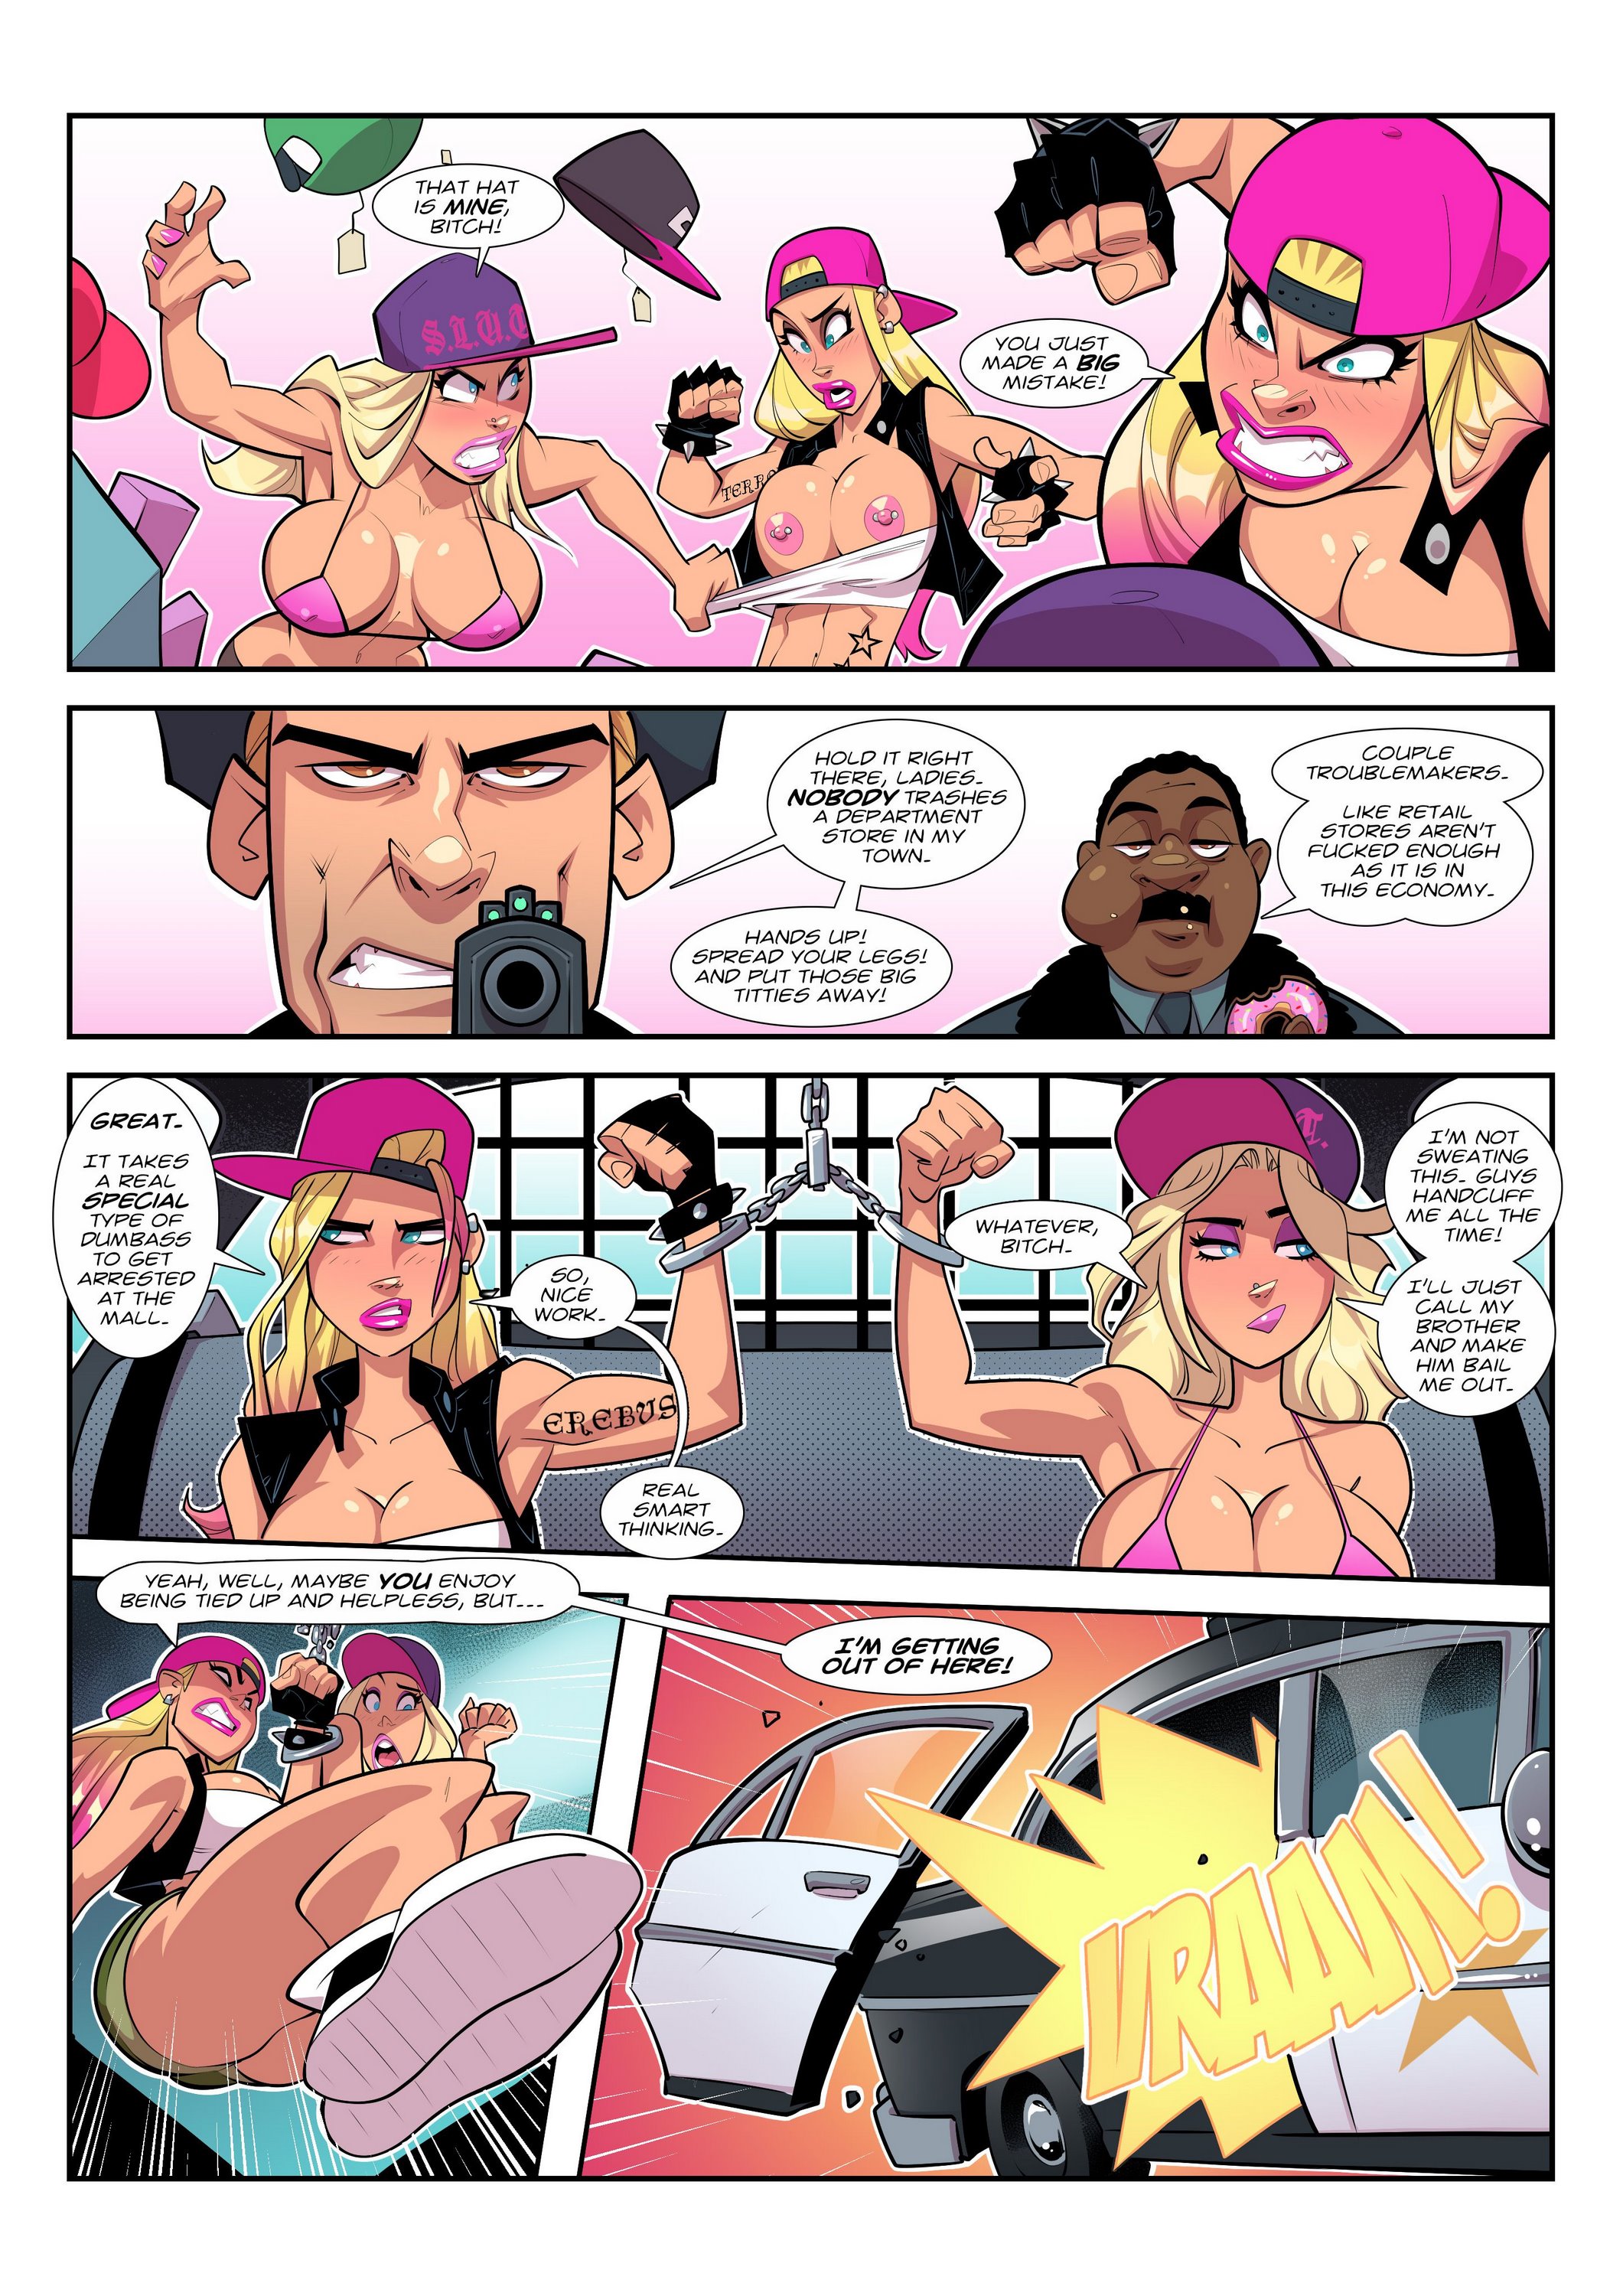 THAT HAT
IS MINE,
BITCH!
S.L.U.T
TERRO
YOU JUST
MADE A BIG
MISTAKE!
HOLD IT RIGHT
THERE, LADIES.
NOBODY TRASHES
A DEPARTMENT
STORE IN MY
TOWN.
HANDS UP!
SPREAD YOUR LEGS!
AND PUT THOSE BIG
TITTIES AWAY!
COUPLE
TROUBLEMAKERS.
LIKE RETAIL
STORES AREN'T
FUCKED ENOUGH
AS IT IS IN
THIS ECONOMY.
GREAT.
IT TAKES
A REAL
SPECIAL
TYPE OF
DUMBASS
TO GET
ARRESTED
AT THE
MALL.
SO,
NICE
WORK.
EREBUS
REAL
SMART
THINKING.
WHATEVER,
BITCH.
T.
I'M NOT
SWEATING
THIS. GUYS
HANDCUFF
ME ALL THE
TIME!
I'LL JUST
CALL MY
BROTHER
AND MAKE
HIM BAIL
ME OUT.
YEAH, WELL, MAYBE YOU ENJOY
BEING TIED UP AND HELPLESS, BUT...
I'M GETTING
OUT OF HERE!
VRAAM!